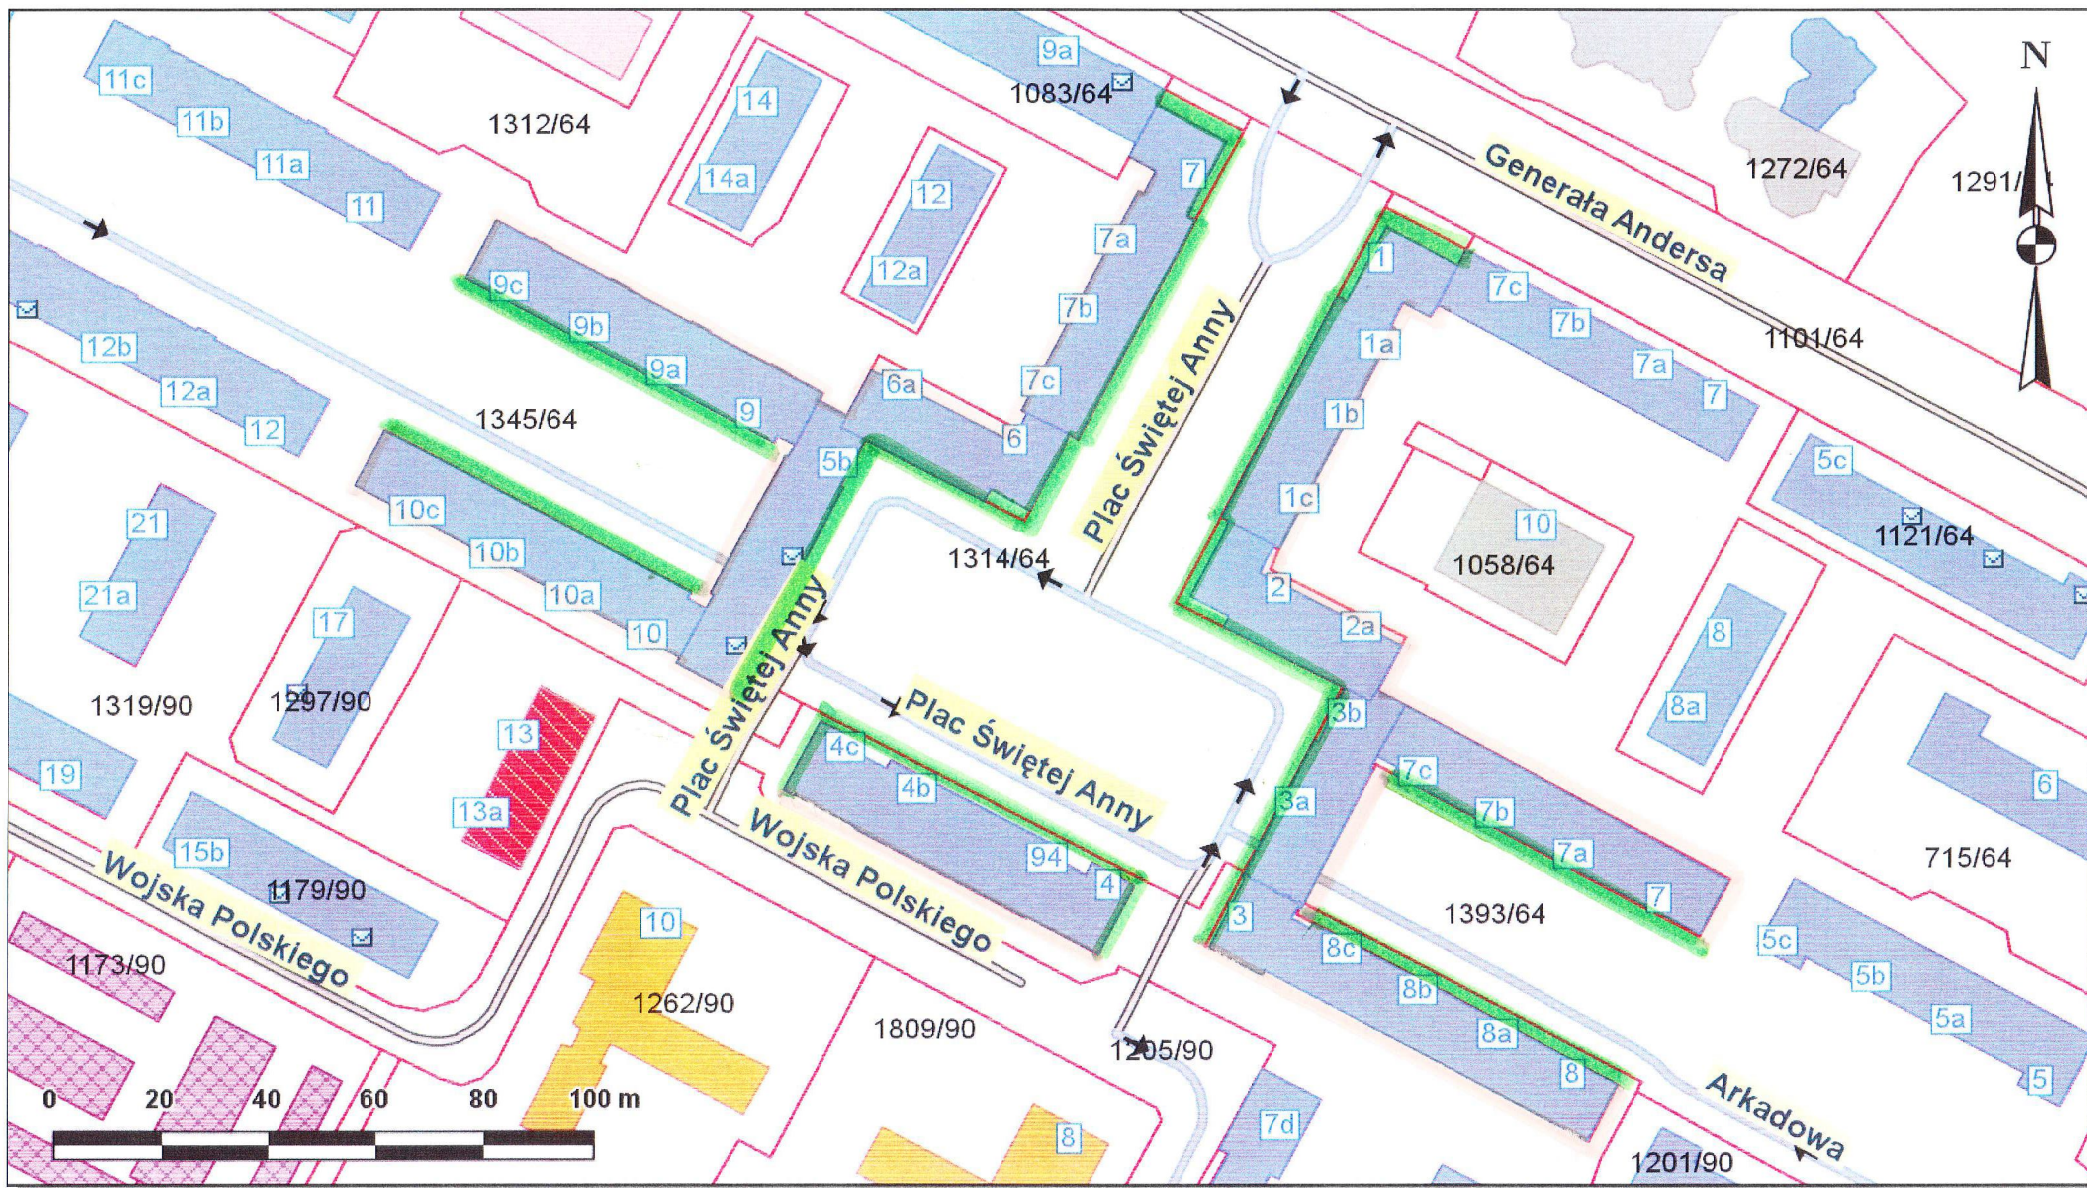 9a
1083/64
N
11c
11b
11a
11
1312/64
14
14a
12
12a
7
7a
7b
7c
Generała Andersa
1272/64
1291/
1
1a
1b
1c
7c
7b
7a
7
1101/64
9c
9b
9a
9
6a
6
5b
Plac Świętej Anny
12b
12a
12
1345/64
10c
10b
10a
10
1314/64
2
2a
10
1058/64
5c
1121/64
21
21a
17
1319/90
1297/90
13
13a
19
15b
Plac Świętej Anny
Plac Świętej Anny
8
8a
6
3b
3a
3
4c
4b
94
4
Wojska Polskiego
Wojska Polskiego
1179/90
1173/90
7c
7b
7a
7
1393/64
715/64
8c
8b
8a
8
5c
5b
5a
5
10
1262/90
1809/90
1205/90
Arkadowa
8
7d
1201/90
0 20 40 60 80 100 m